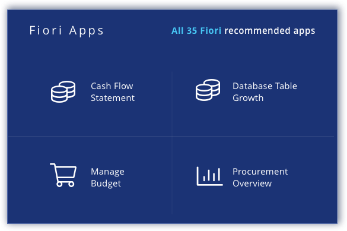 Fiori Apps
All 35 Fiori recommended apps
Cash Flow
Statement
Database Table
Growth
Manage
Budget
Procurement
Overview